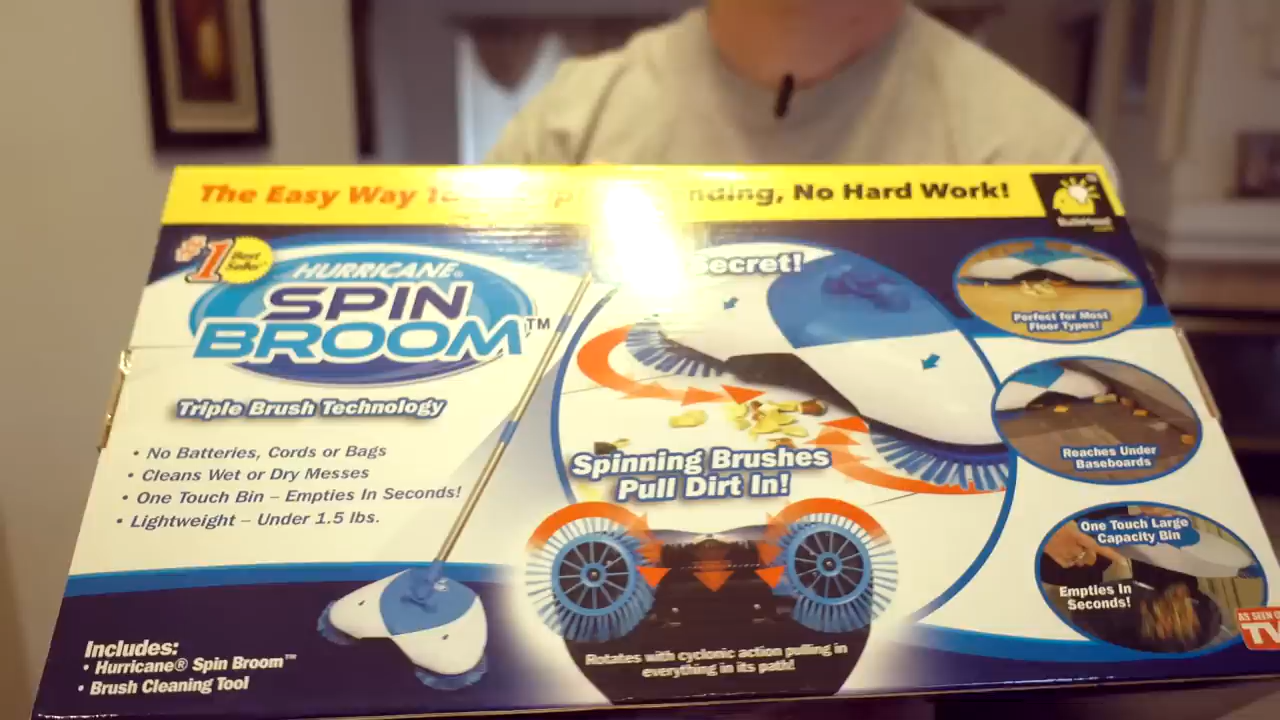 The Easy Way
nding, No Hard Work!
BulbHead
#1
Best
Seller
HURRICANE®
SPIN
BROOM™
Triple Brush Technology
• No Batteries, Cords or Bags
• Cleans Wet or Dry Messes
• One Touch Bin – Empties In Seconds!
• Lightweight – Under 1.5 lbs.
Includes:
• Hurricane® Spin Broom™
• Brush Cleaning Tool
Secret!
Spinning Brushes
Pull Dirt In!
Rotates with cyclonic action pulling in
everything in its path!
Perfect for Most
Floor Types!
Reaches Under
Baseboards
One Touch Large
Capacity Bin
Empties In
Seconds!
AS SEEN
TV